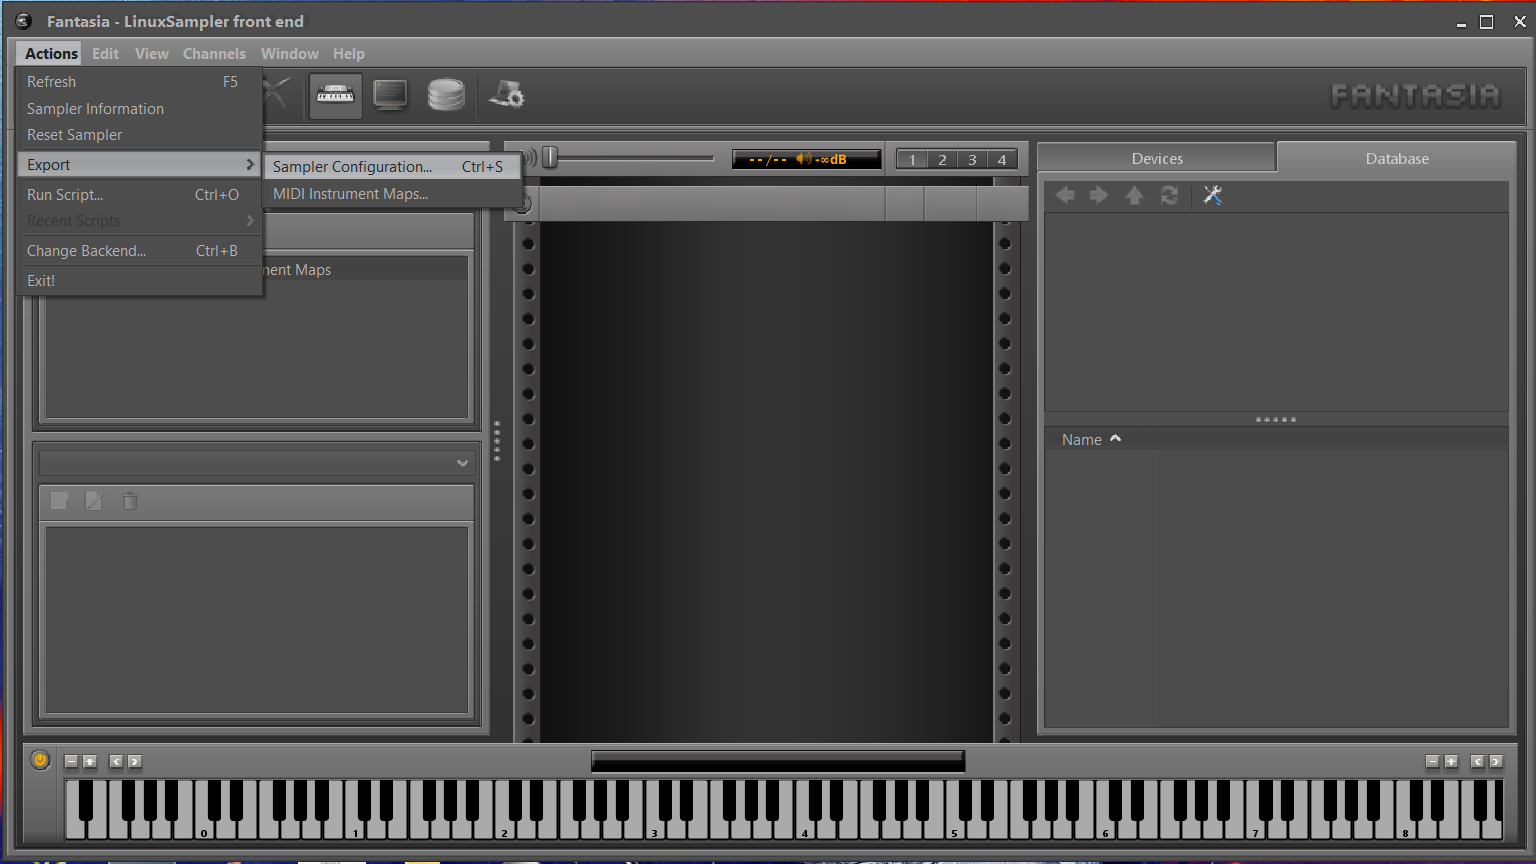 Fantasia - LinuxSampler front end
Actions Edit View Channels Window Help
Refresh F5
Sampler Information
Reset Sampler
Export
Run Script... Ctrl+O
Recent Scripts
Change Backend... Ctrl+B
Exit!
Sampler Configuration... Ctrl+S
MIDI Instrument Maps...
ment Maps
FANTASIA
--/-- -∞dB
1 2 3 4
Devices Database
Name
0 1 2 3 4 5 6 7 8